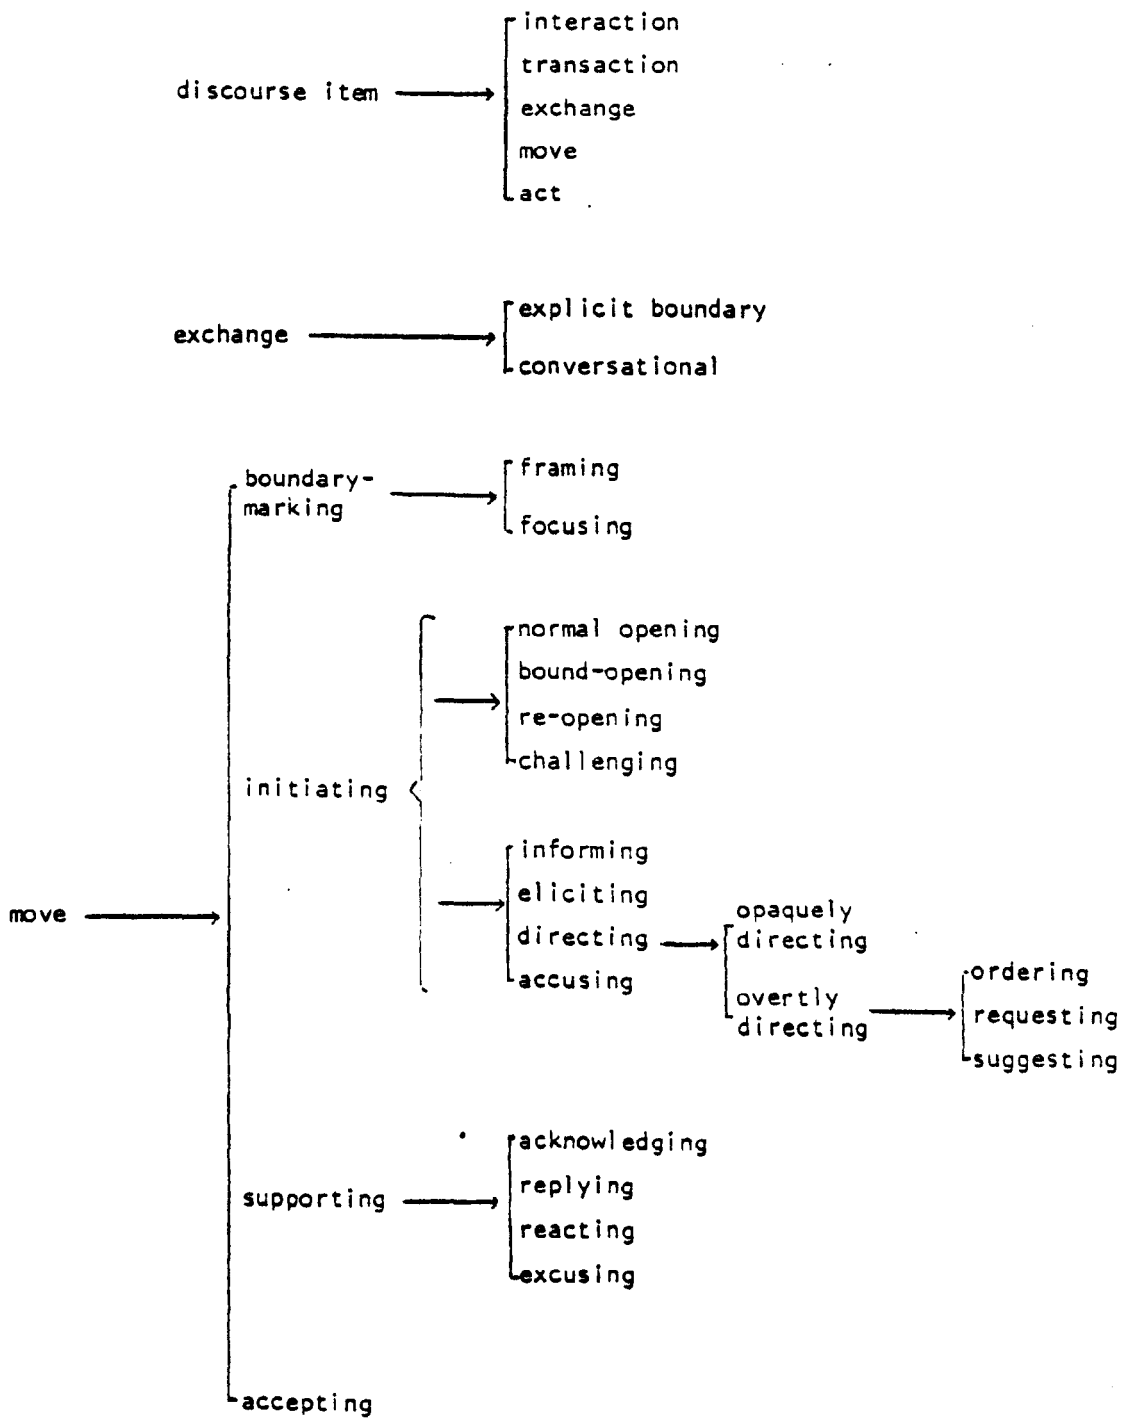 interaction
transaction
discourse item
exchange
move
act
explicit boundary
exchange
conversational
framing
boundary-
marking
focusing
normal opening
bound-opening
re-opening
challenging
initiating
informing
eliciting
move
opaquely
directing
directing
accusing
overtly
directing
ordering
requesting
suggesting
acknowledging
replying
supporting
reacting
excusing
accepting